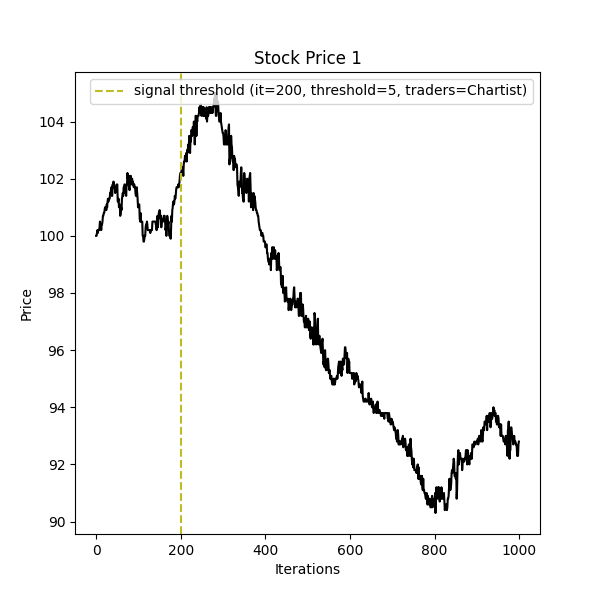 Stock Price 1
signal threshold (it=200, threshold=5, traders=Chartist)
104
102
100
98
96
94
92
90
Price
0 200 400 600 800 1000
Iterations